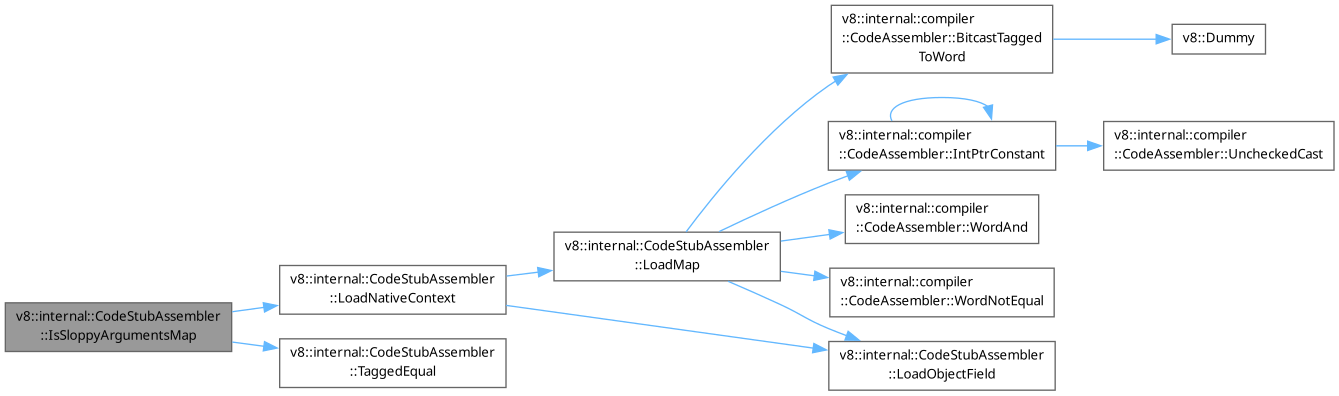 v8::internal::CodeStubAssembler
::IsSloppyArgumentsMap
v8::internal::CodeStubAssembler
::LoadNativeContext
v8::internal::CodeStubAssembler
::TaggedEqual
v8::internal::CodeStubAssembler
::LoadMap
v8::internal::compiler
::CodeAssembler::BitcastTagged
ToWord
v8::Dummy
v8::internal::compiler
::CodeAssembler::IntPtrConstant
v8::internal::compiler
::CodeAssembler::UncheckedCast
v8::internal::compiler
::CodeAssembler::WordAnd
v8::internal::compiler
::CodeAssembler::WordNotEqual
v8::internal::CodeStubAssembler
::LoadObjectField